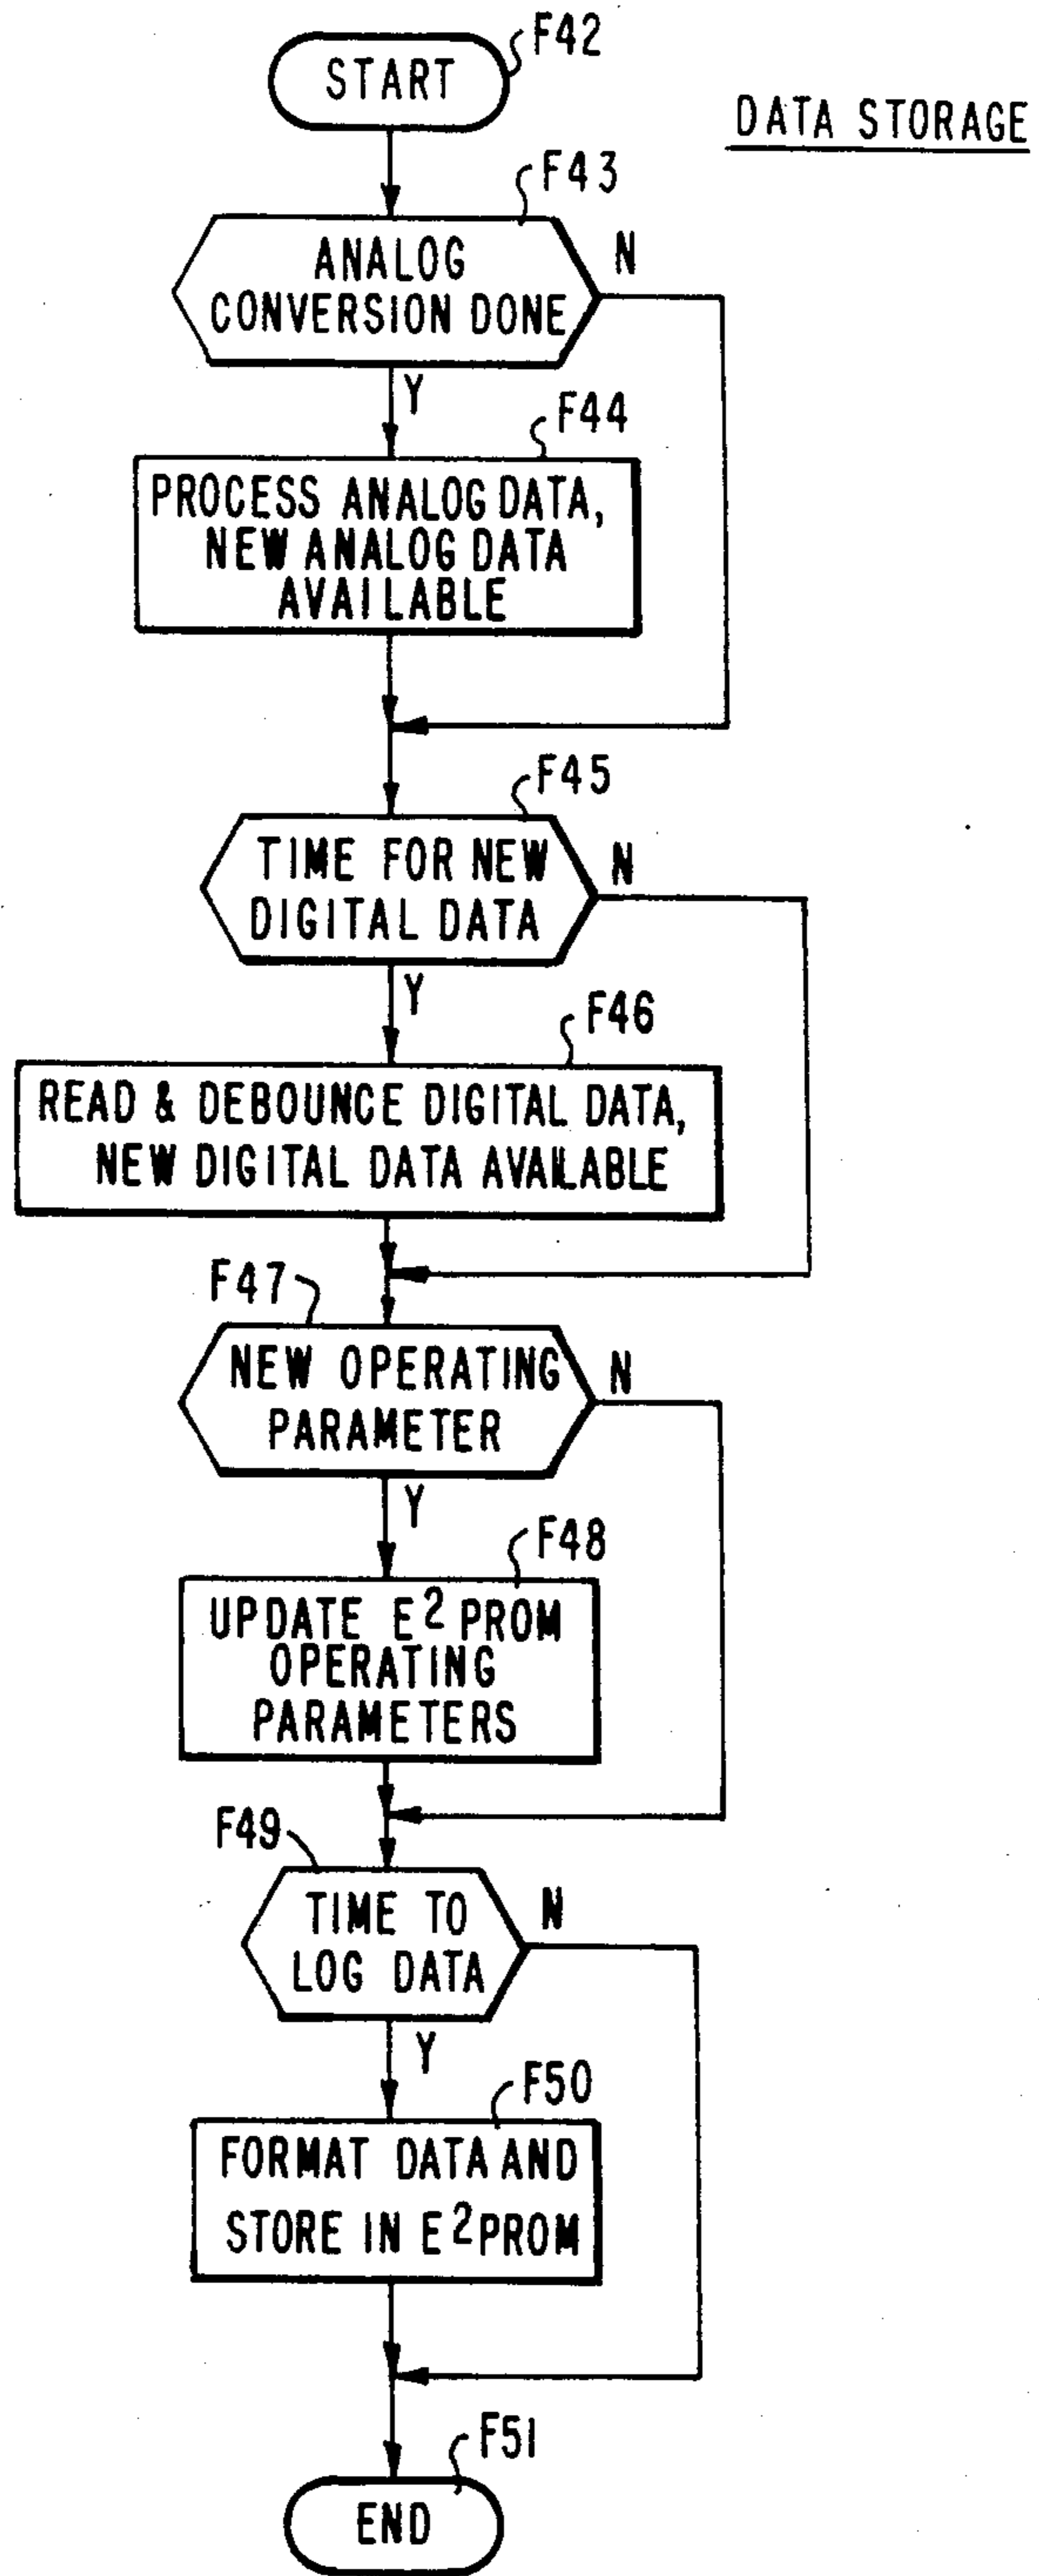 F42
START
DATA STORAGE
F43
ANALOG
CONVERSION DONE
N
Y
F44
PROCESS ANALOG DATA,
NEW ANALOG DATA
AVAILABLE
F45
TIME FOR NEW
DIGITAL DATA
N
Y
F46
READ & DEBOUNCE DIGITAL DATA,
NEW DIGITAL DATA AVAILABLE
F47
NEW OPERATING
PARAMETER
N
Y
F48
UPDATE E² PROM
OPERATING
PARAMETERS
F49
TIME TO
LOG DATA
N
Y
F50
FORMAT DATA AND
STORE IN E²PROM
F51
END